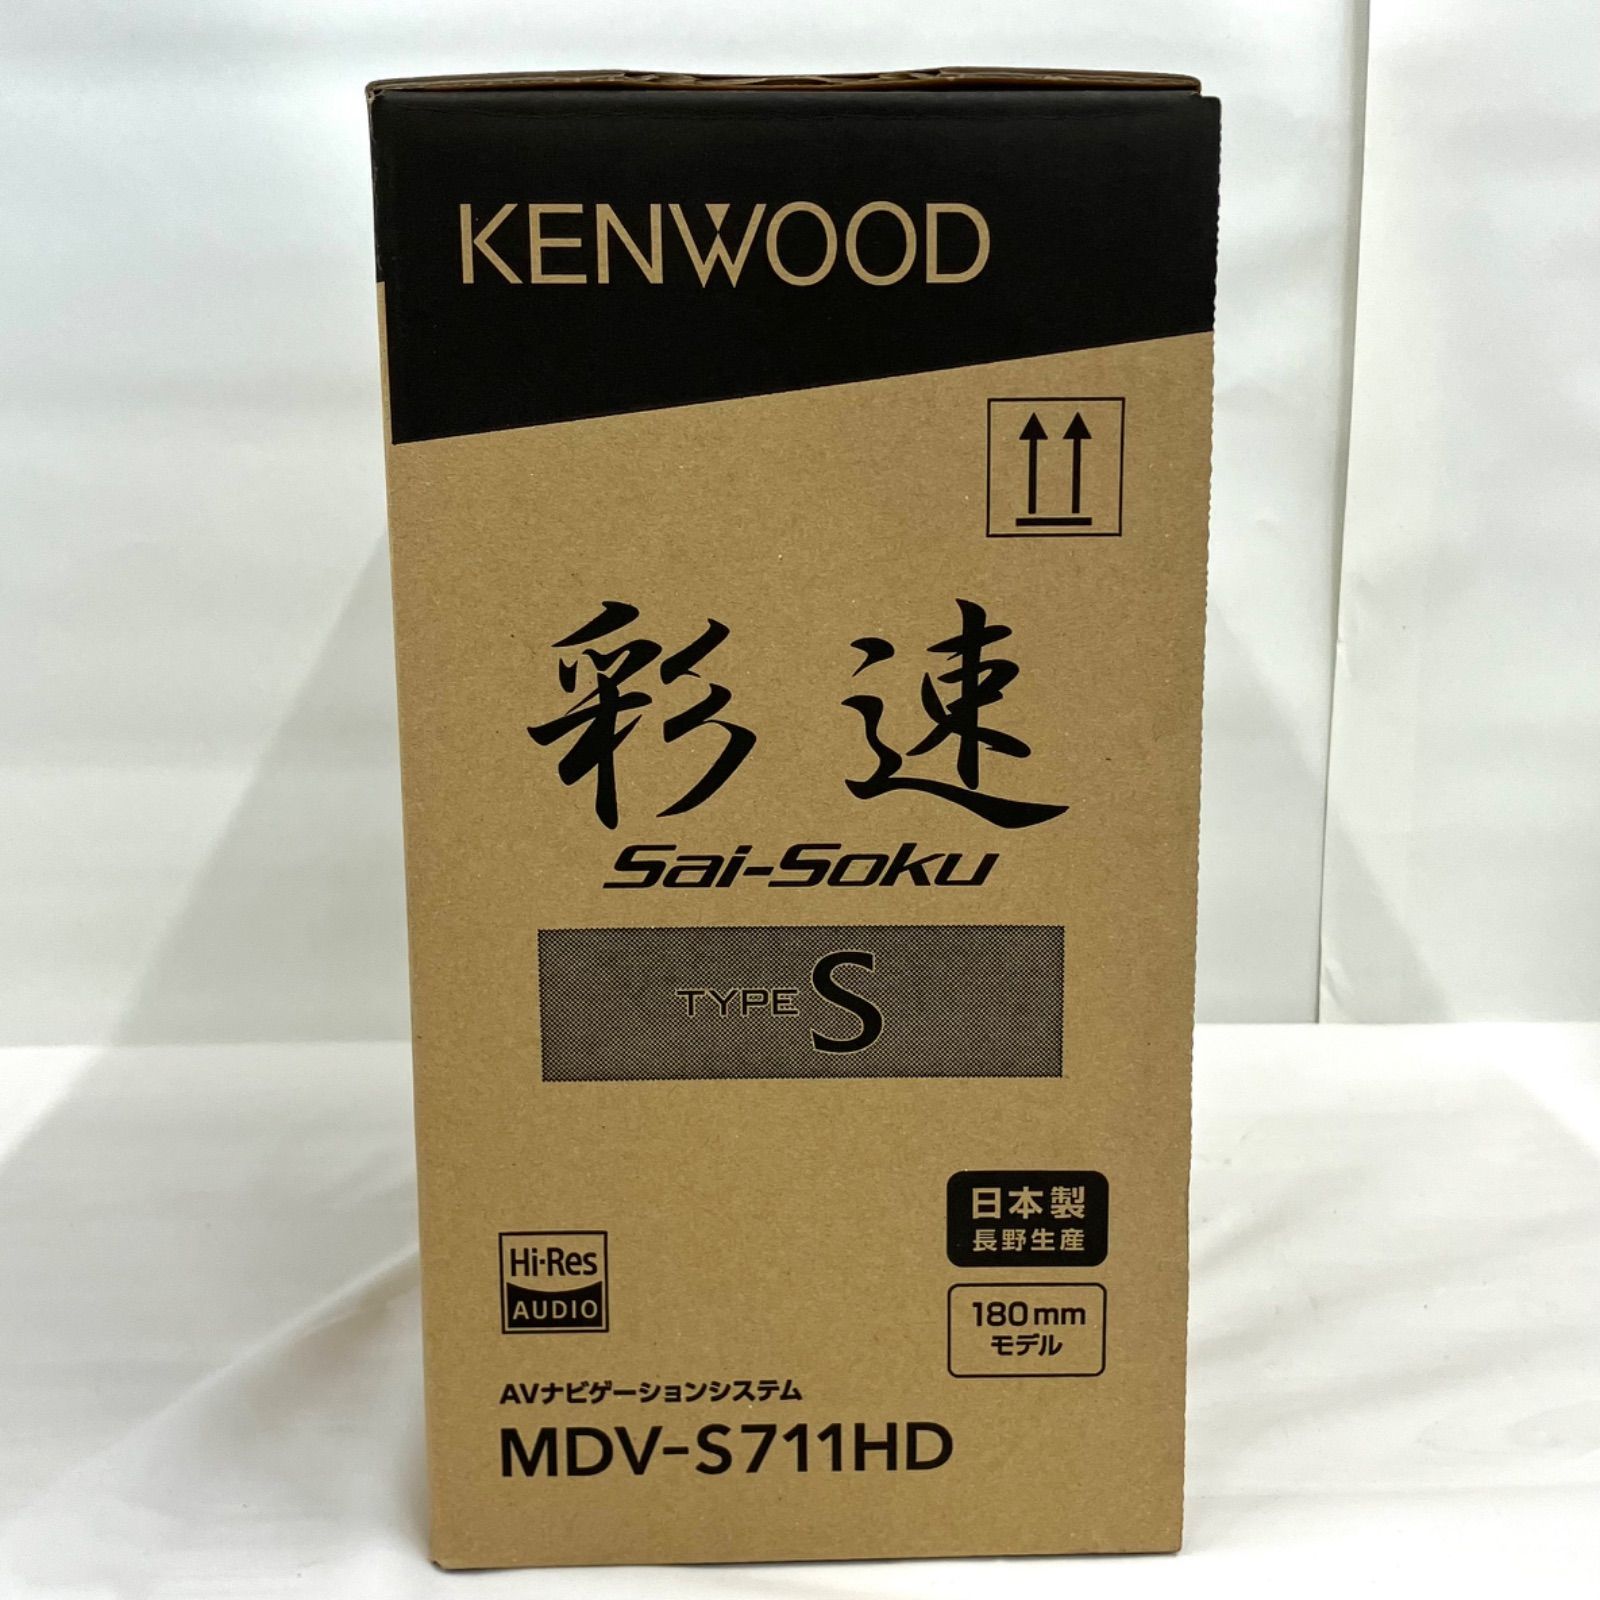 KENWOOD
彩速
Sai-Soku
TYPE S
日本製
長野生産
Hi-Res
AUDIO
180mm
モデル
AVナビゲーションシステム
MDV-S711HD